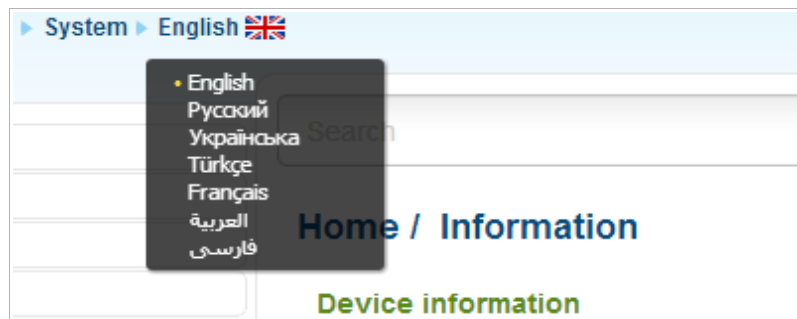 System English
English
Русский
Українська
Türkçe
Français
العربية
فارسی
Search
Home / Information
Device information